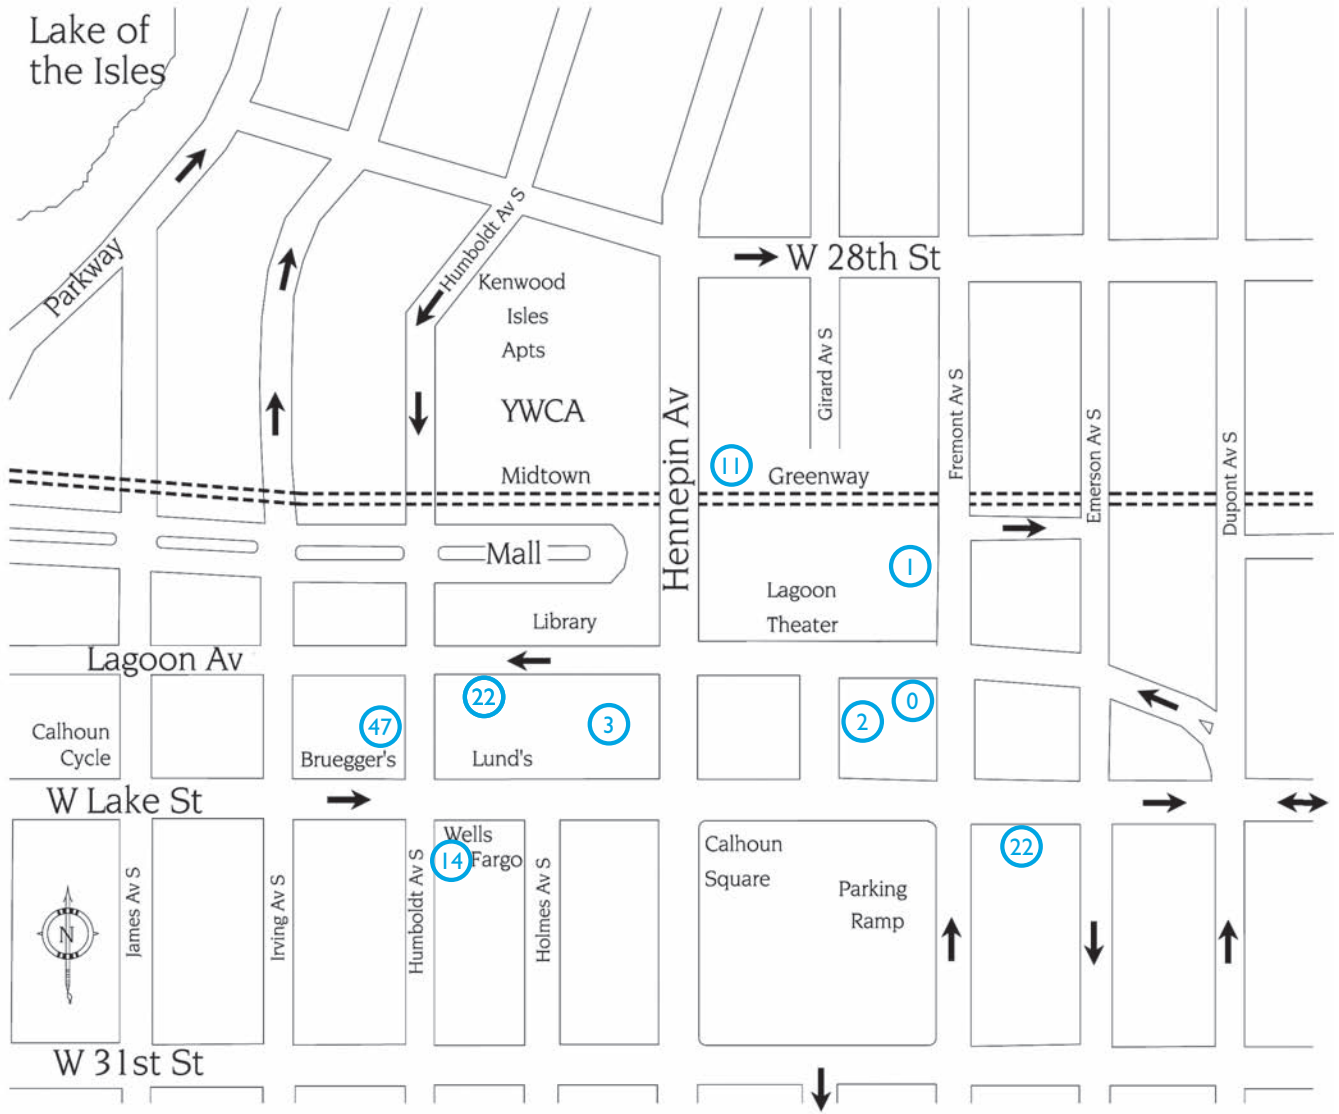 Lake of
the Isles
Parkway
Humboldt Av S
W 28th St
Kenwood
Isles
Apts
YWCA
Midtown
Hennepin Av
Girard Av S
Fremont Av S
Emerson Av S
Dupont Av S
11
Greenway
Mall
1
Lagoon
Theater
Library
Lagoon Av
22
0
3
2
47
Calhoun
Cycle
Bruegger's
Lund's
W Lake St
Wells
Fargo
14
Calhoun
Square
22
Parking
Ramp
James Av S
Irving Av S
Humboldt Av S
Holmes Av S
N
W 31st St